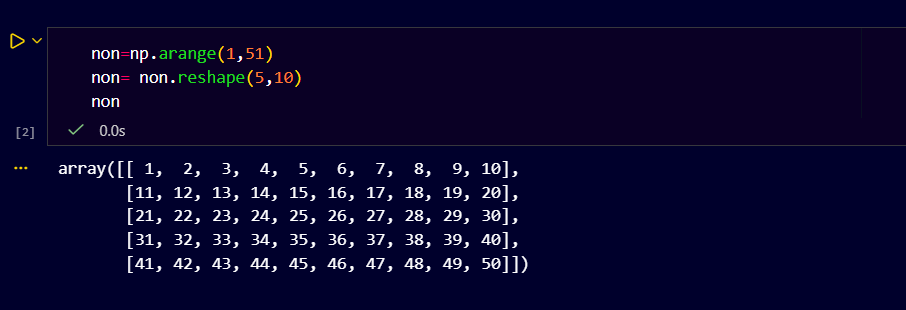 non=np.arange(1,51)
non= non.reshape(5,10)
non
[2]
0.0s
array([[ 1,  2,  3,  4,  5,  6,  7,  8,  9, 10],
       [11, 12, 13, 14, 15, 16, 17, 18, 19, 20],
       [21, 22, 23, 24, 25, 26, 27, 28, 29, 30],
       [31, 32, 33, 34, 35, 36, 37, 38, 39, 40],
       [41, 42, 43, 44, 45, 46, 47, 48, 49, 50]])